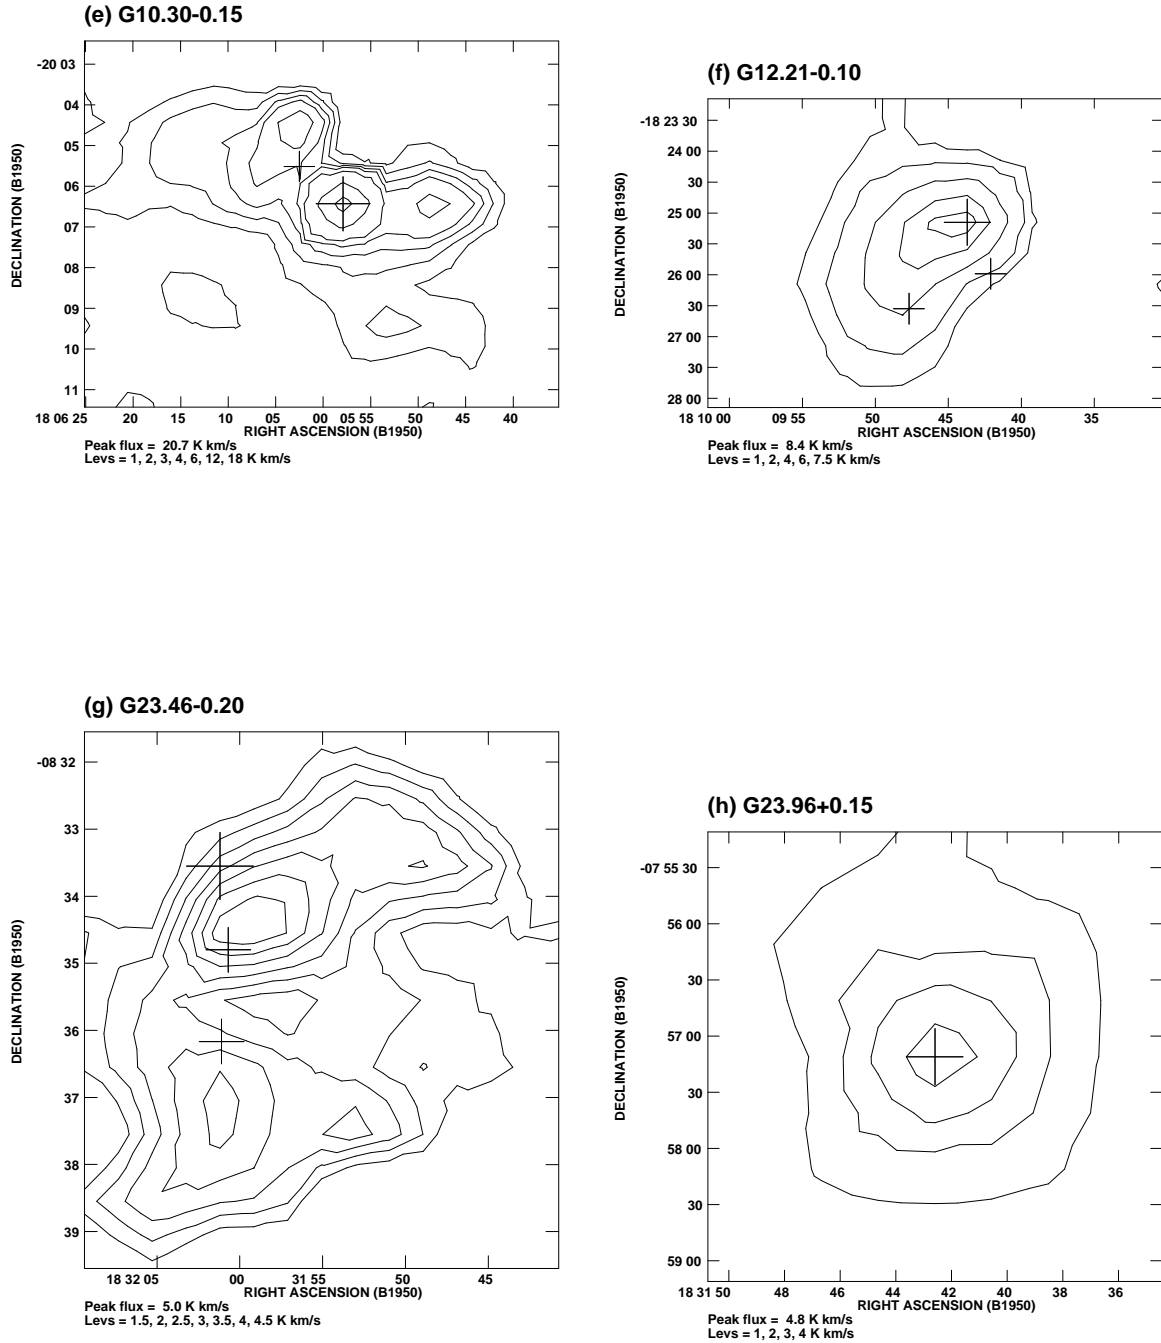 (e) G10.30-0.15
-20 03
04
05
06
07
08
09
10
11
DECLINATION (B1950)
18 06 25 20 15 10 05 00 05 55 50 45 40
RIGHT ASCENSION (B1950)
Peak flux = 20.7 K km/s
Levs = 1, 2, 3, 4, 6, 12, 18 K km/s
(f) G12.21-0.10
-18 23 30
24 00
30
25 00
30
26 00
30
27 00
30
28 00
DECLINATION (B1950)
18 10 00 09 55 50 45 40 35
RIGHT ASCENSION (B1950)
Peak flux = 8.4 K km/s
Levs = 1, 2, 4, 6, 7.5 K km/s
(g) G23.46-0.20
-08 32
33
34
35
36
37
38
39
DECLINATION (B1950)
18 32 05 00 31 55 50 45
RIGHT ASCENSION (B1950)
Peak flux = 5.0 K km/s
Levs = 1.5, 2, 2.5, 3, 3.5, 4, 4.5 K km/s
(h) G23.96+0.15
-07 55 30
56 00
30
57 00
30
58 00
30
59 00
DECLINATION (B1950)
18 31 50 48 46 44 42 40 38 36
RIGHT ASCENSION (B1950)
Peak flux = 4.8 K km/s
Levs = 1, 2, 3, 4 K km/s